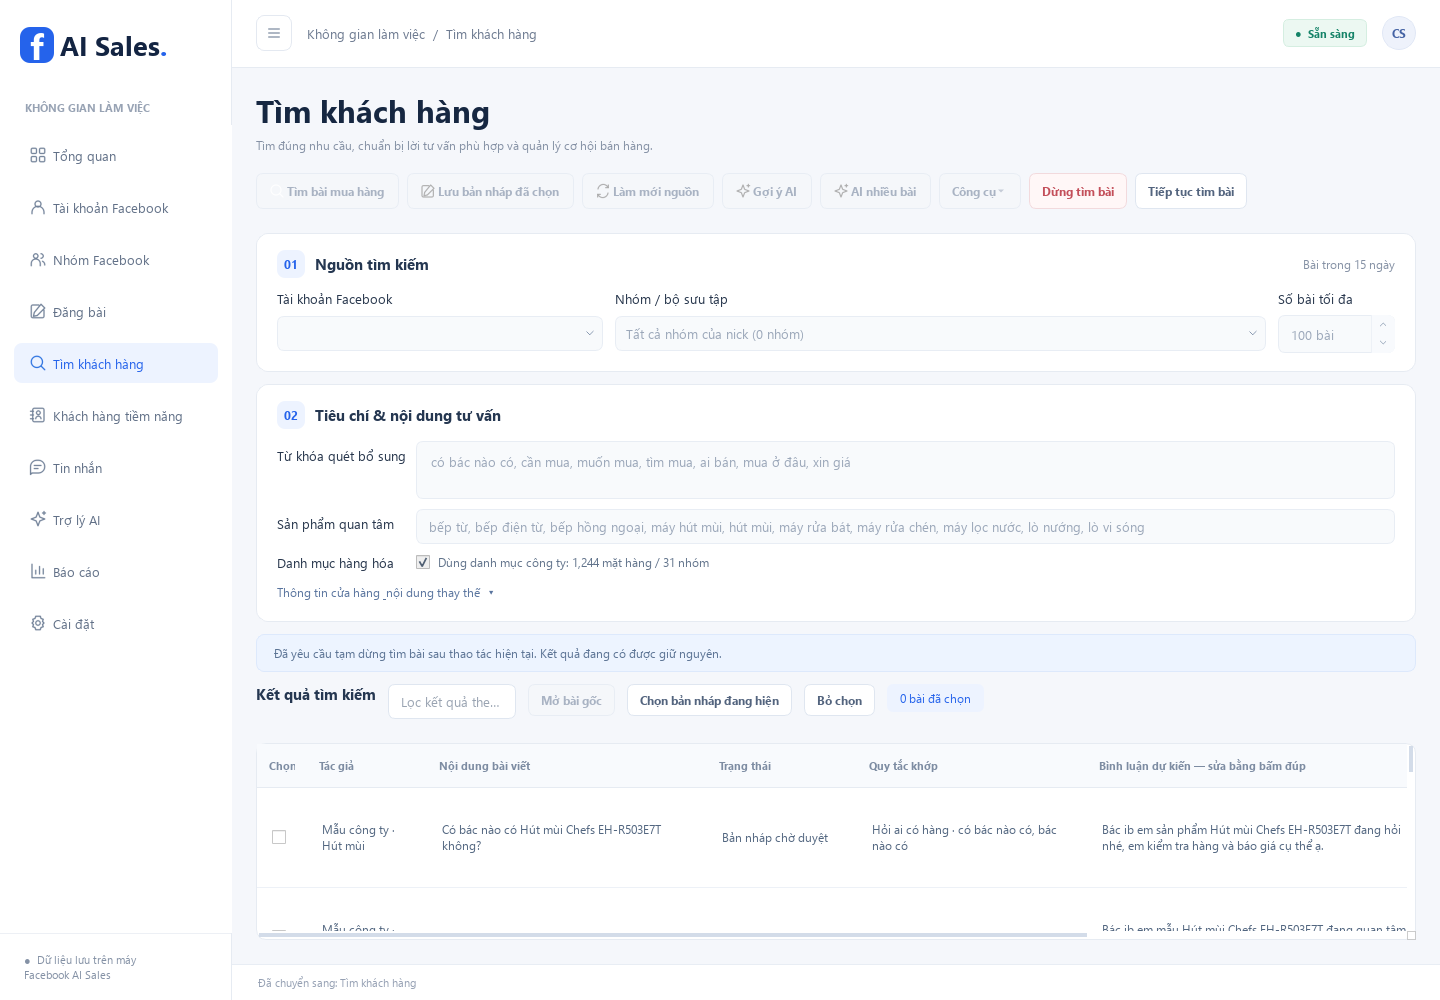 f AI Sales.
Không gian làm việc / Tìm khách hàng
● Sẵn sàng
CS
KHÔNG GIAN LÀM VIỆC
Tổng quan
Tài khoản Facebook
Nhóm Facebook
Đăng bài
Tìm khách hàng
Khách hàng tiềm năng
Tin nhắn
Trợ lý AI
Báo cáo
Cài đặt
● Dữ liệu lưu trên máy
Facebook AI Sales
Tìm khách hàng
Tìm đúng nhu cầu, chuẩn bị lời tư vấn phù hợp và quản lý cơ hội bán hàng.
Tìm bài mua hàng
Lưu bản nháp đã chọn
Làm mới nguồn
Gợi ý AI
AI nhiều bài
Công cụ
Dừng tìm bài
Tiếp tục tìm bài
01 Nguồn tìm kiếm
Bài trong 15 ngày
Tài khoản Facebook
Nhóm / bộ sưu tập
Số bài tối đa
Tất cả nhóm của nick (0 nhóm)
100 bài
02 Tiêu chí & nội dung tư vấn
Từ khóa quét bổ sung
có bác nào có, cần mua, muốn mua, tìm mua, ai bán, mua ở đâu, xin giá
Sản phẩm quan tâm
bếp từ, bếp điện từ, bếp hồng ngoại, máy hút mùi, hút mùi, máy rửa bát, máy rửa chén, máy lọc nước, lò nướng, lò vi sóng
Danh mục hàng hóa
Dùng danh mục công ty: 1,244 mặt hàng / 31 nhóm
Thông tin cửa hàng _nội dung thay thế ▾
Đã yêu cầu tạm dừng tìm bài sau thao tác hiện tại. Kết quả đang có được giữ nguyên.
Kết quả tìm kiếm
Lọc kết quả the...
Mở bài gốc
Chọn bản nháp đang hiện
Bỏ chọn
0 bài đã chọn
Chọn
Tác giả
Nội dung bài viết
Trạng thái
Quy tắc khớp
Bình luận dự kiến — sửa bằng bấm đúp
Mẫu công ty ·
Hút mùi
Có bác nào có Hút mùi Chefs EH-R503E7T
không?
Bản nháp chờ duyệt
Hỏi ai có hàng · có bác nào có, bác
nào có
Bác ib em sản phẩm Hút mùi Chefs EH-R503E7T đang hỏi
nhé, em kiểm tra hàng và báo giá cụ thể ạ.
Mẫu công ty ·
Bác ib em mẫu Hút mùi Chefs EH-R503E7T đang quan tâm
Đã chuyển sang: Tìm khách hàng